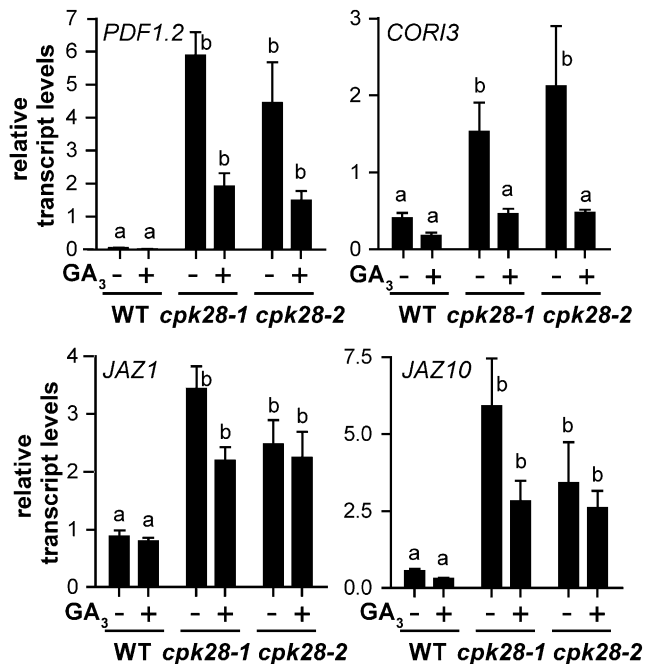 PDF1.2
relative
transcript levels
7
6
5
4
3
2
1
0
a a b b b b
GA3 - + - + - +
WT cpk28-1 cpk28-2
CORI3
3
2
1
0
a a b a b a
GA3 - + - + - +
WT cpk28-1 cpk28-2
JAZ1
relative
transcript levels
4
3
2
1
0
a a b b b b
GA3 - + - + - +
WT cpk28-1 cpk28-2
JAZ10
7.5
5.0
2.5
0.0
a a b b b b
GA3 - + - + - +
WT cpk28-1 cpk28-2